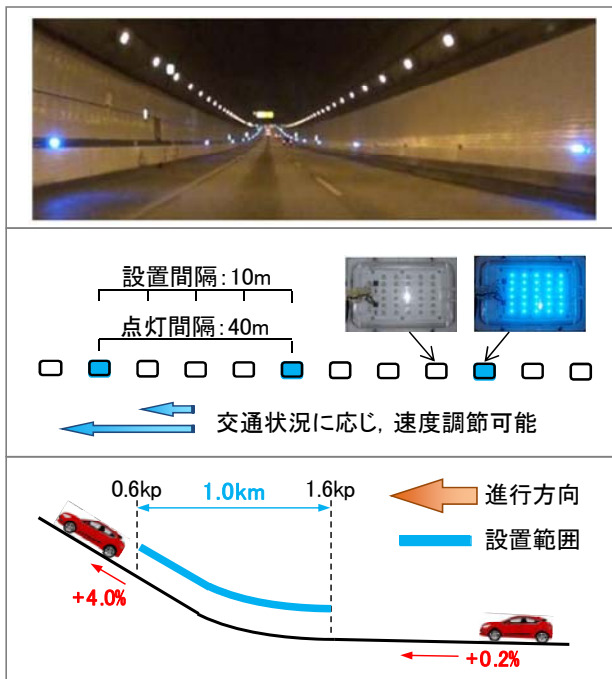 設置間隔:10m
点灯間隔:40m
交通状況に応じ,速度調節可能
0.6kp
1.0km
1.6kp
進行方向
設置範囲
+4.0%
+0.2%